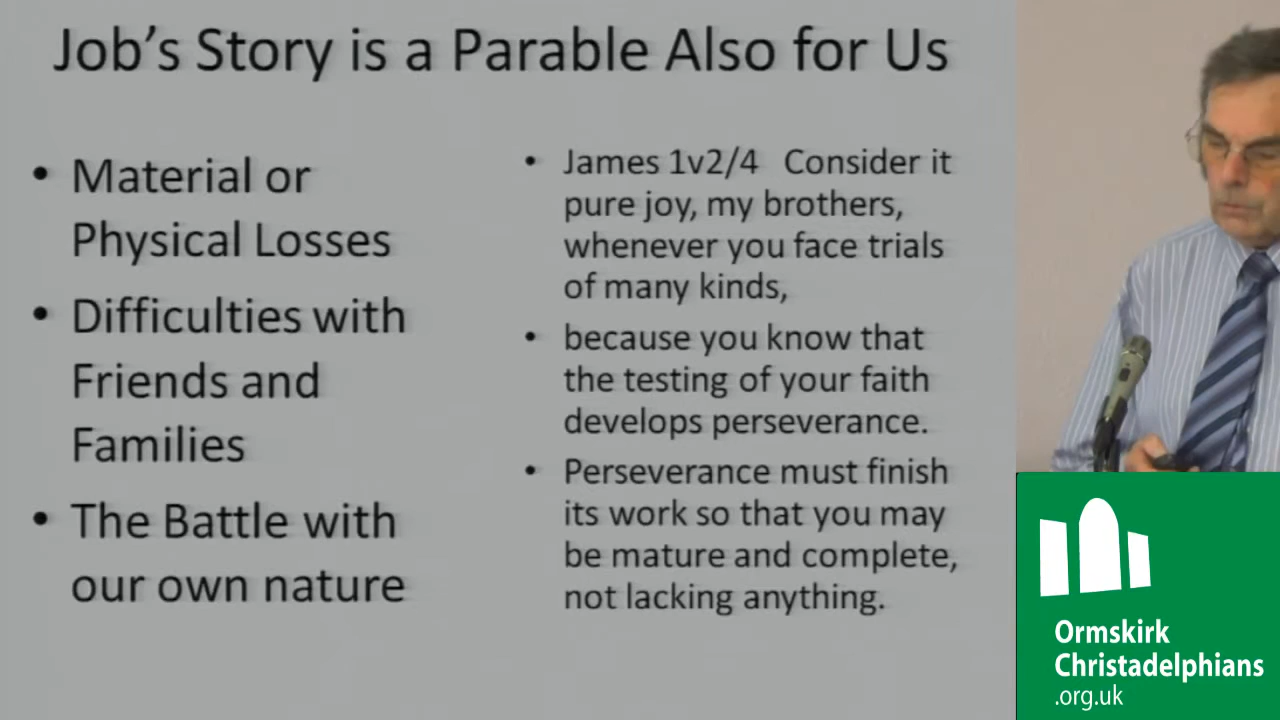 Job's Story is a Parable Also for Us
• Material or
Physical Losses
• Difficulties with
Friends and
Families
• The Battle with
our own nature
• James 1v2/4 Consider it
pure joy, my brothers,
whenever you face trials
of many kinds,
• because you know that
the testing of your faith
develops perseverance.
• Perseverance must finish
its work so that you may
be mature and complete,
not lacking anything.
Ormskirk
Christadelphians
.org.uk